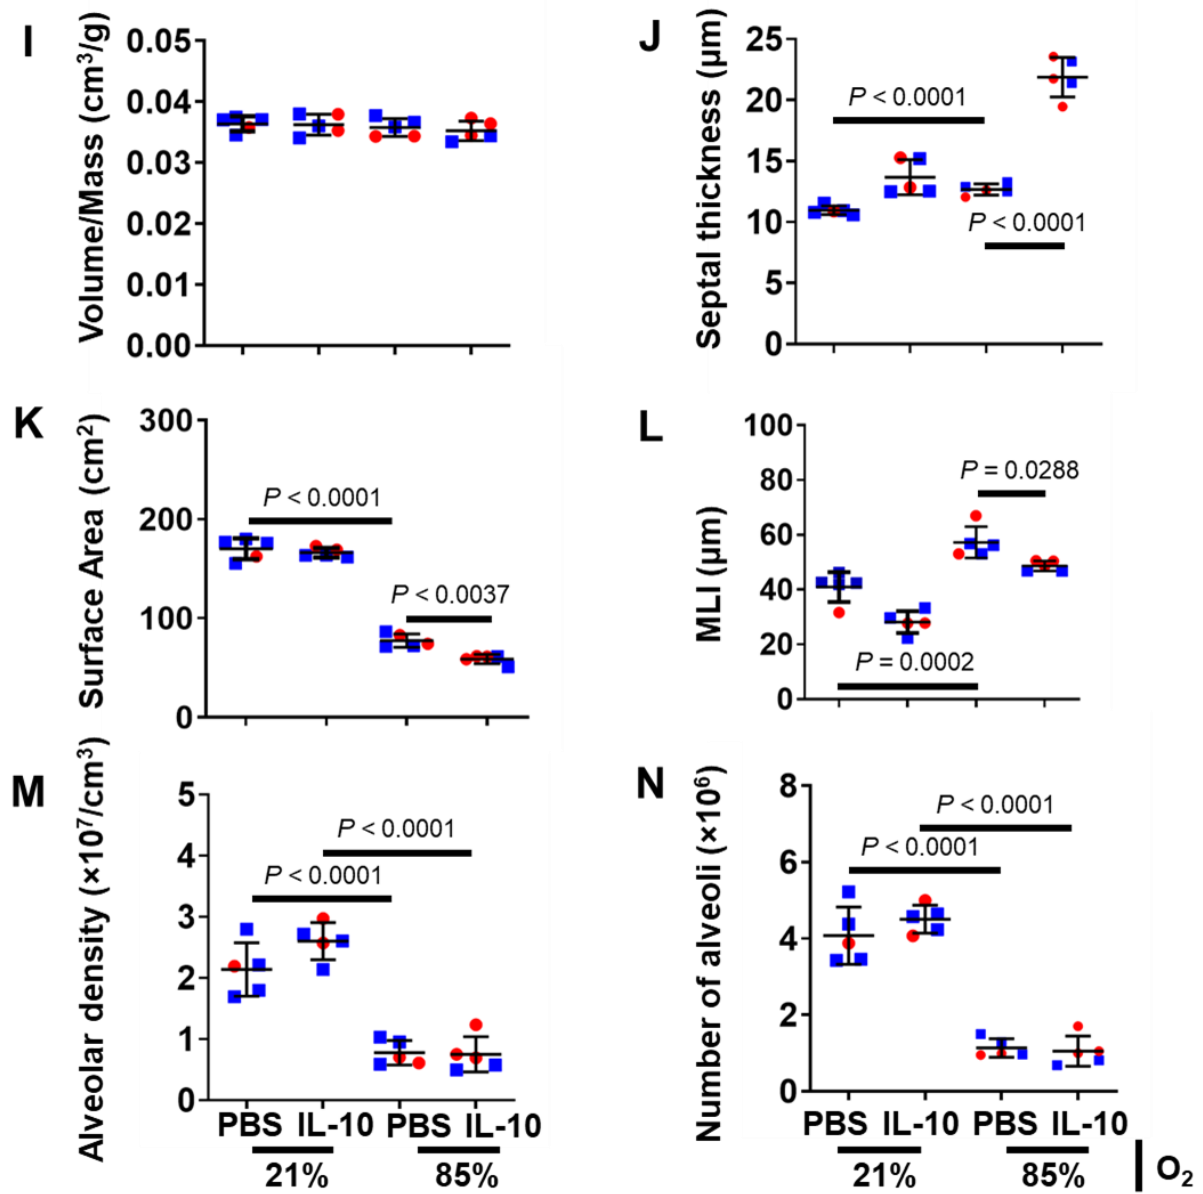 I
Volume/Mass (cm³/g)
0.05
0.04
0.03
0.02
0.01
0.00
J
Septal thickness (µm)
25
20
15
10
5
0
P < 0.0001
P < 0.0001
K
Surface Area (cm²)
300
200
100
0
P < 0.0001
P < 0.0037
L
MLI (µm)
100
80
60
40
20
0
P = 0.0288
P = 0.0002
M
Alveolar density (×10⁷/cm³)
5
4
3
2
1
0
P < 0.0001
P < 0.0001
PBS IL-10 PBS IL-10
21% 85%
N
Number of alveoli (×10⁶)
8
6
4
2
0
P < 0.0001
P < 0.0001
PBS IL-10 PBS IL-10
21% 85% O₂